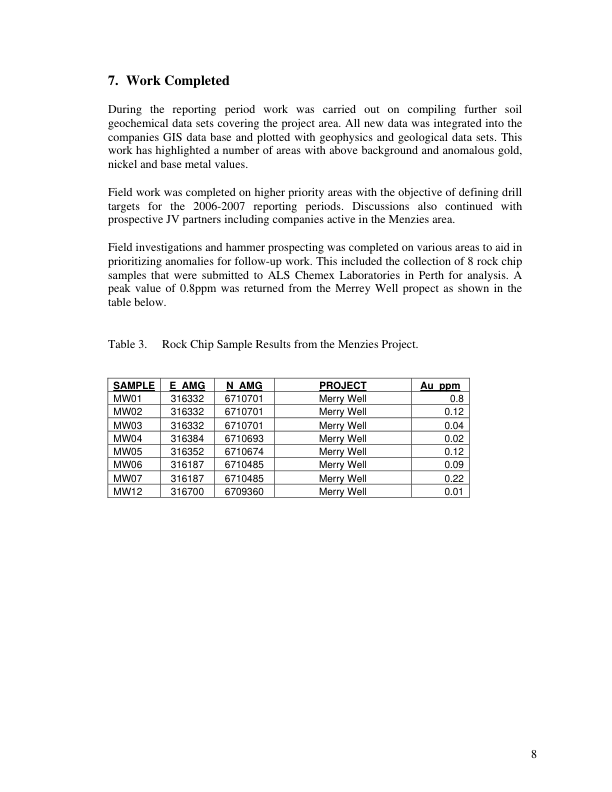 7. Work Completed
During the reporting period work was carried out on compiling further soil
geochemical data sets covering the project area. All new data was integrated into the
companies GIS data base and plotted with geophysics and geological data sets. This
work has highlighted a number of areas with above background and anomalous gold,
nickel and base metal values.
Field work was completed on higher priority areas with the objective of defining drill
targets for the 2006-2007 reporting periods. Discussions also continued with
prospective JV partners including companies active in the Menzies area.
Field investigations and hammer prospecting was completed on various areas to aid in
prioritizing anomalies for follow-up work. This included the collection of 8 rock chip
samples that were submitted to ALS Chemex Laboratories in Perth for analysis. A
peak value of 0.8ppm was returned from the Merrey Well propect as shown in the
table below.
Table 3. Rock Chip Sample Results from the Menzies Project.
SAMPLE E_AMG N_AMG PROJECT Au_ppm
MW01 316332 6710701 Merry Well 0.8
MW02 316332 6710701 Merry Well 0.12
MW03 316332 6710701 Merry Well 0.04
MW04 316384 6710693 Merry Well 0.02
MW05 316352 6710674 Merry Well 0.12
MW06 316187 6710485 Merry Well 0.09
MW07 316187 6710485 Merry Well 0.22
MW12 316700 6709360 Merry Well 0.01
8